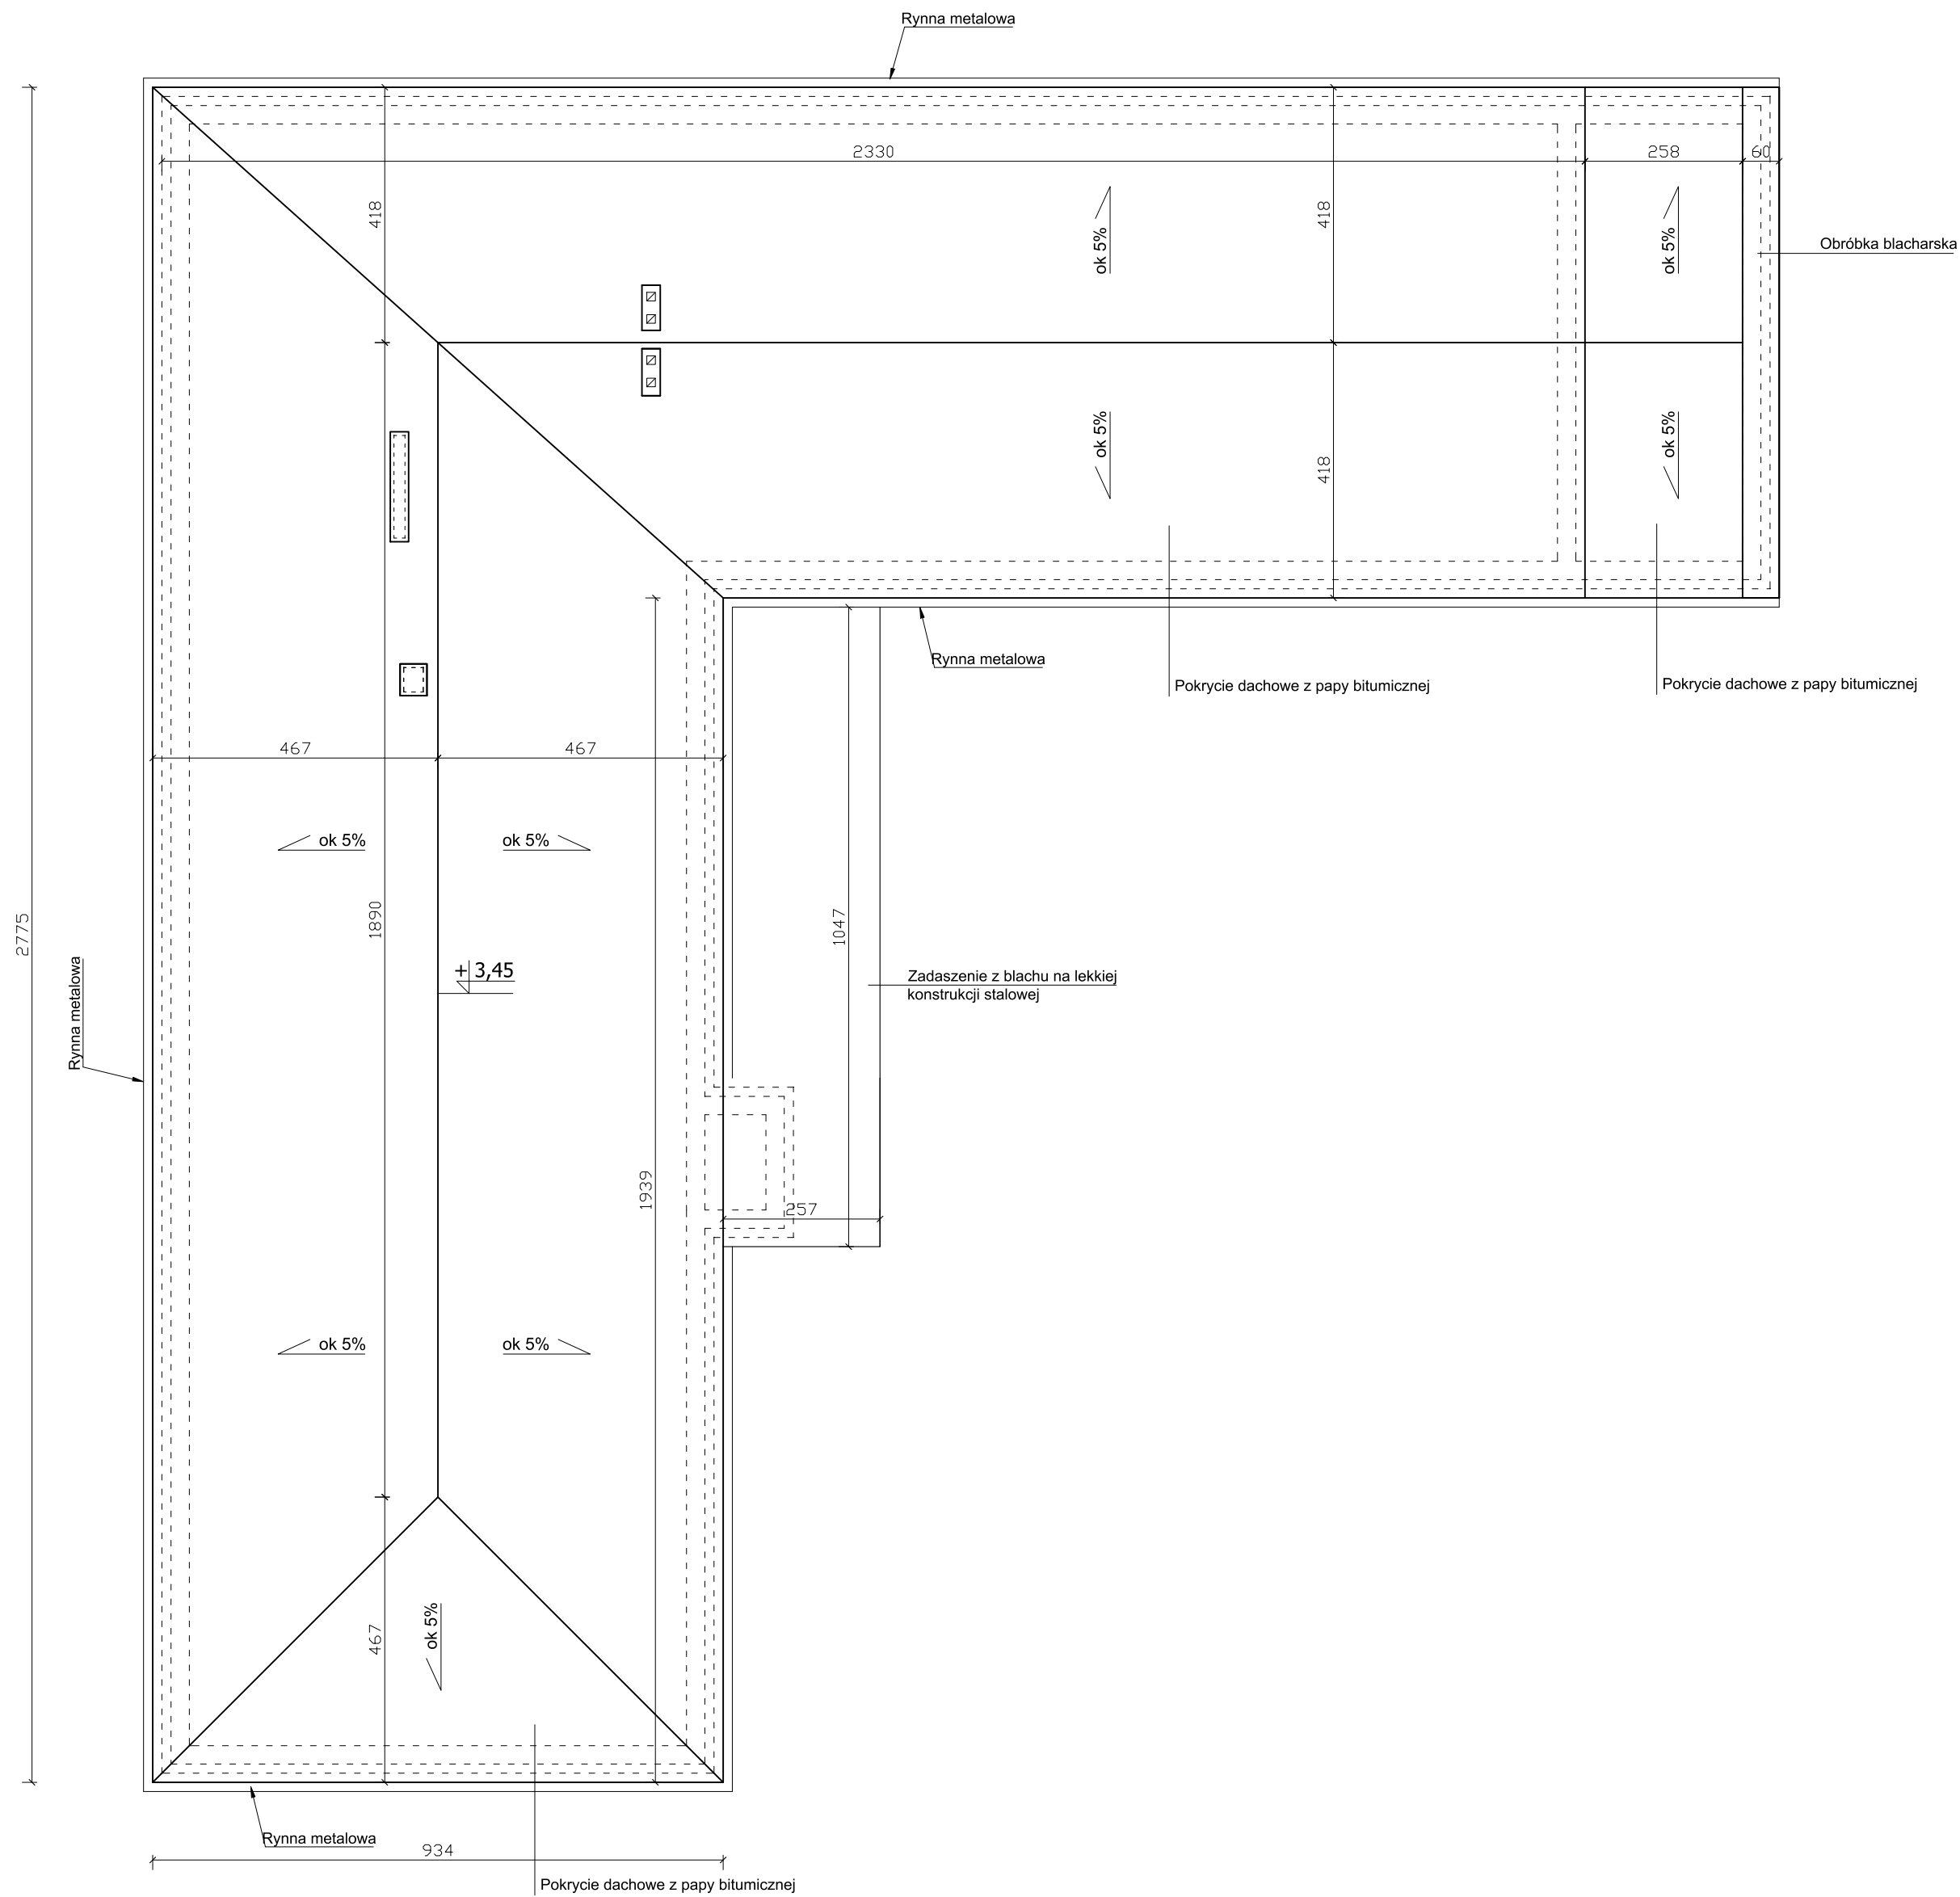 Rynna metalowa
2330
258
60
418
418
ok 5%
ok 5%
Obróbka blacharska
ok 5%
ok 5%
418
Rynna metalowa
Pokrycie dachowe z papy bitumicznej
Pokrycie dachowe z papy bitumicznej
467
467
ok 5%
ok 5%
2775
1890
1047
+ 3,45
Zadaszenie z blachu na lekkiej
konstrukcji stalowej
Rynna metalowa
1939
257
ok 5%
ok 5%
467
ok 5%
Rynna metalowa
934
Pokrycie dachowe z papy bitumicznej